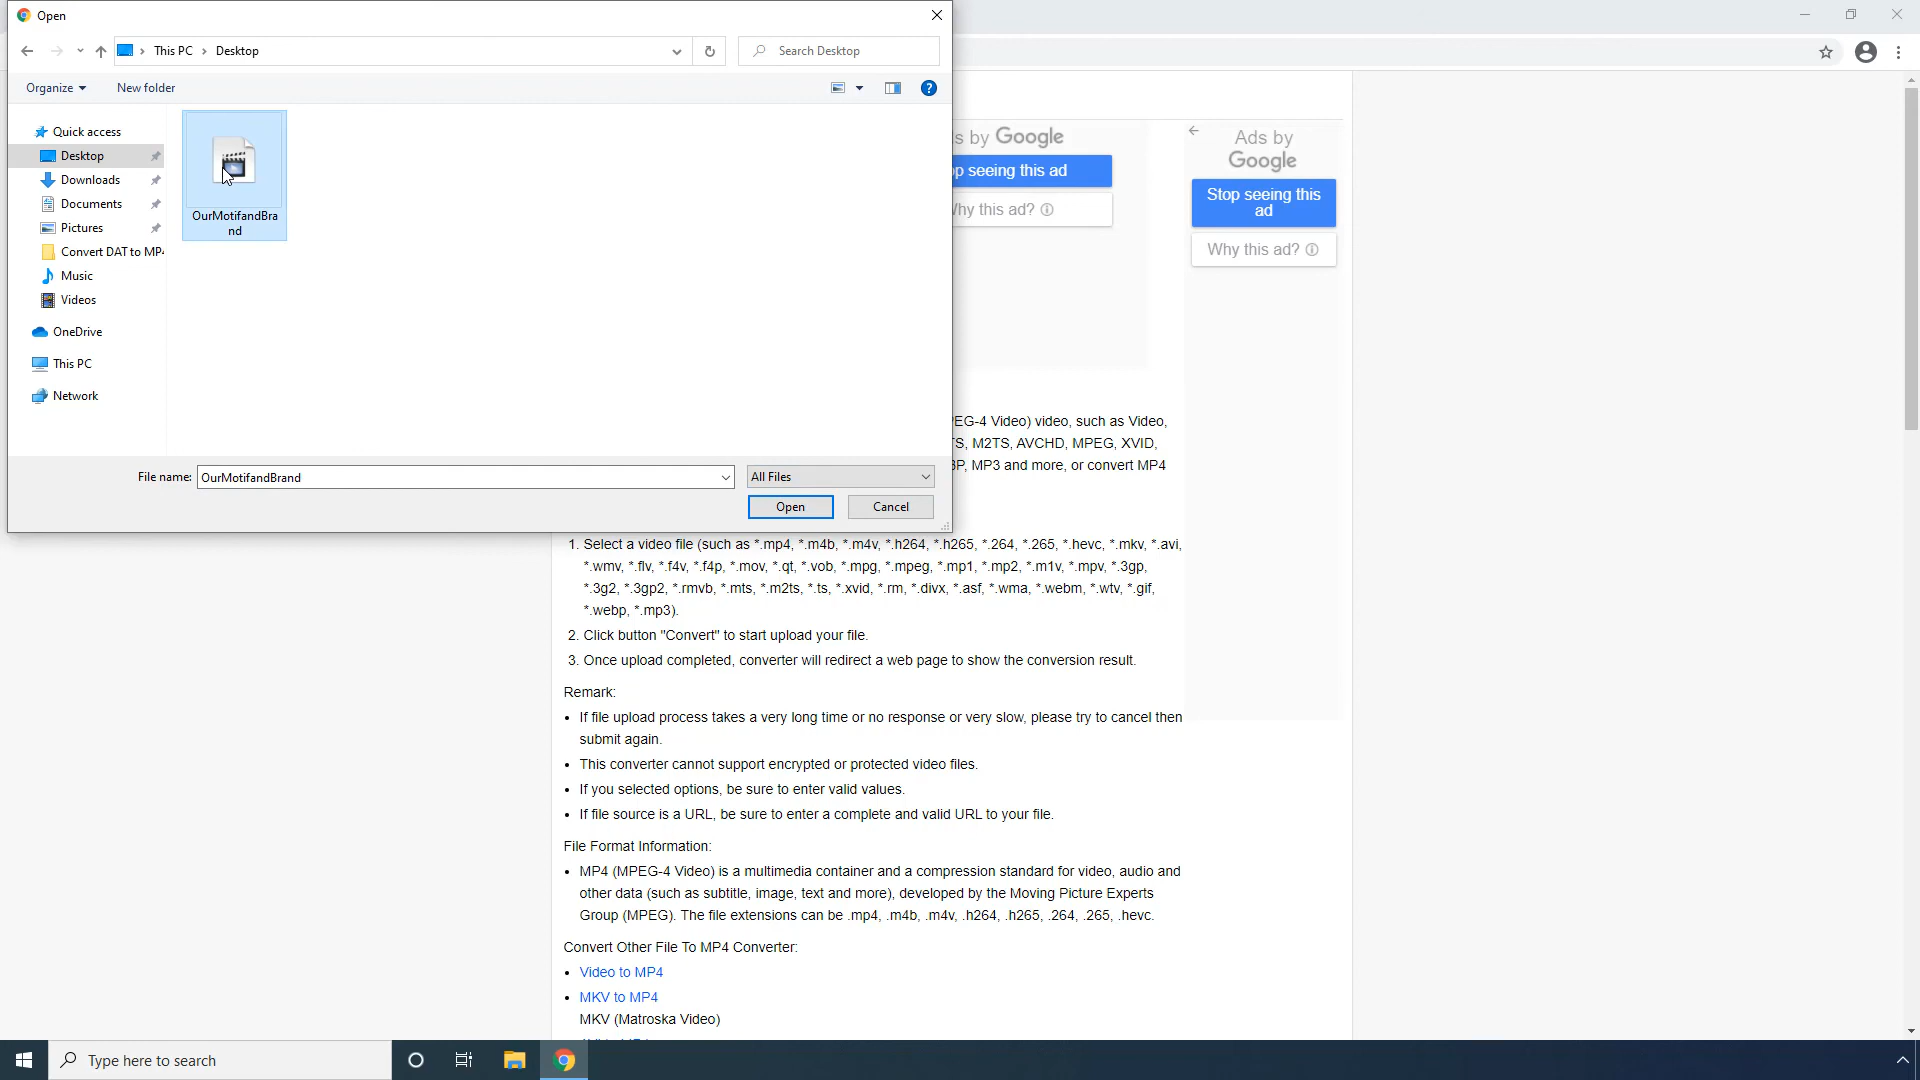 Open
This PC
Desktop
Search Desktop
Organize
New folder
Quick access
Desktop
Downloads
Documents
Pictures
Convert DAT to MP4
Music
Videos
OneDrive
This PC
Network
OurMotifandBra
nd
File name:
OurMotifandBrand
All Files
Open
Cancel
by Google
seeing this ad
this ad?
Ads by
Google
Stop seeing this
ad
Why this ad?
Video) video, such as Video,
M2TS, AVCHD, MPEG, XVID,
MP3 and more, or convert MP4
1. Select a video file (such as *.mp4, *.m4b, *.m4v, *.h264, *.h265, *.264, *.265, *.hevc, *.mkv, *.avi,
*.wmv, *.flv, *.f4v, *.f4p, *.mov, *.qt, *.vob, *.mpg, *.mpeg, *.mp1, *.mp2, *.m1v, *.mpv, *.3gp,
*.3g2, *.3gp2, *.rmvb, *.mts, *.m2ts, *.ts, *.xvid, *.rm, *.divx, *.asf, *.wma, *.webm, *.wtv, *.gif,
*.webp, *.mp3).
2. Click button "Convert" to start upload your file.
3. Once upload completed, converter will redirect a web page to show the conversion result.
Remark:
• If file upload process takes a very long time or no response or very slow, please try to cancel then
submit again.
• This converter cannot support encrypted or protected video files.
• If you selected options, be sure to enter valid values.
• If file source is a URL, be sure to enter a complete and valid URL to your file.
File Format Information:
• MP4 (MPEG-4 Video) is a multimedia container and a compression standard for video, audio and
other data (such as subtitle, image, text and more), developed by the Moving Picture Experts
Group (MPEG). The file extensions can be .mp4, .m4b, .m4v, .h264, .h265, .264, .265, .hevc.
Convert Other File To MP4 Converter:
• Video to MP4
• MKV to MP4
MKV (Matroska Video)
Type here to search